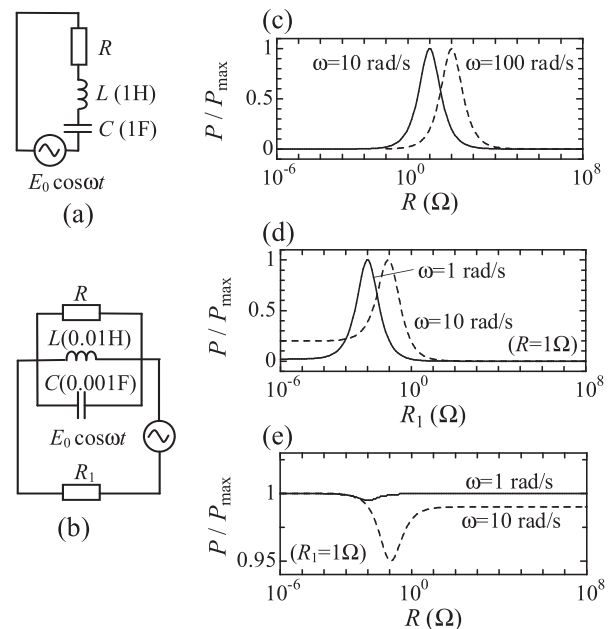 (a)
R
L (1H)
C (1F)
E₀ cosωt
(b)
R
L(0.01H)
C(0.001F)
E₀ cosωt
R₁
(c)
P / Pmax
1
0.5
0
ω=10 rad/s
ω=100 rad/s
10⁻⁶
10⁰
10⁸
R (Ω)
(d)
P / Pmax
1
0.5
0
ω=1 rad/s
ω=10 rad/s
(R=1Ω)
10⁻⁶
10⁰
10⁸
R₁ (Ω)
(e)
P / Pmax
1
0.95
ω=1 rad/s
ω=10 rad/s
(R₁=1Ω)
10⁻⁶
10⁰
10⁸
R (Ω)